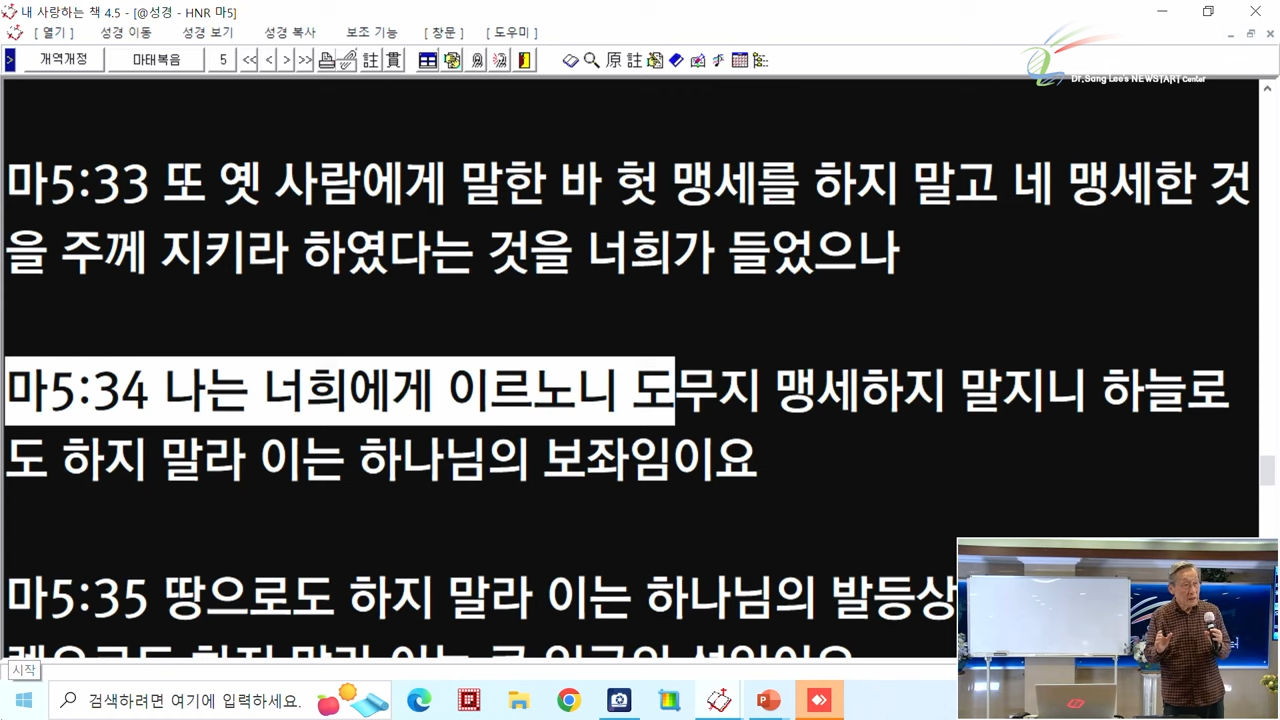 내 사랑하는 책 4.5 - [@성경 - HNR 마5]
[ 열기 ] 성경 이동 성경 보기 성경 복사 보조 기능 [ 창문 ] [ 도우미 ]
> 개역개정 마태복음 5 << < > >> 註 貫 原 註
Dr.Sang Lee's NEWSTART Center
마5:33 또 옛 사람에게 말한 바 헛 맹세를 하지 말고 네 맹세한 것
을 주께 지키라 하였다는 것을 너희가 들었으나
마5:34 나는 너희에게 이르노니 도무지 맹세하지 말지니 하늘로
도 하지 말라 이는 하나님의 보좌임이요
마5:35 땅으로도 하지 말라 이는 하나님의 발등상
시작
검색하려면 여기에 입력하세요.